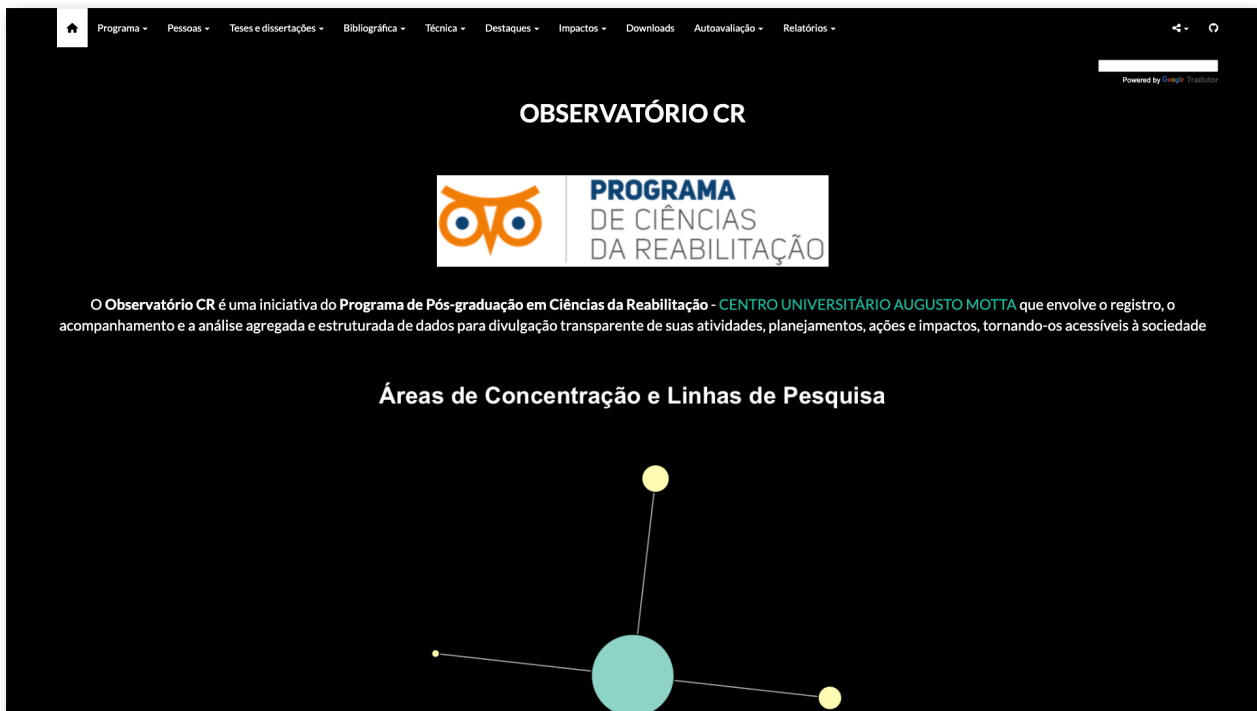 Programa Pessoas Teses e dissertações Bibliográfica Técnica Destaques Impactos Downloads Autoavaliação Relatórios
Powered by Google Tradutor
OBSERVATÓRIO CR
PROGRAMA
DE CIÊNCIAS
DA REABILITAÇÃO
O Observatório CR é uma iniciativa do Programa de Pós-graduação em Ciências da Reabilitação - CENTRO UNIVERSITÁRIO AUGUSTO MOTTA que envolve o registro, o
acompanhamento e a análise agregada e estruturada de dados para divulgação transparente de suas atividades, planejamentos, ações e impactos, tornando-os acessíveis à sociedade
Áreas de Concentração e Linhas de Pesquisa